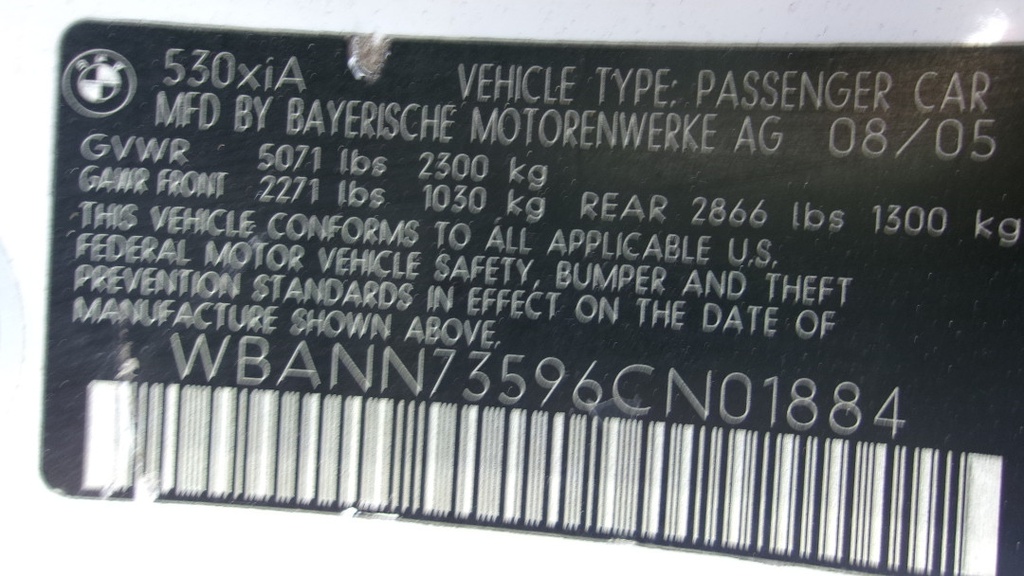 BMW
530xiA VEHICLE TYPE: PASSENGER CAR
MFD BY BAYERISCHE MOTORENWERKE AG 08/05
GVWR 5071 lbs 2300 kg
GAWR FRONT 2271 lbs 1030 kg REAR 2866 lbs 1300 kg
THIS VEHICLE CONFORMS TO ALL APPLICABLE U.S.
FEDERAL MOTOR VEHICLE SAFETY, BUMPER AND THEFT
PREVENTION STANDARDS IN EFFECT ON THE DATE OF
MANUFACTURE SHOWN ABOVE.
WBANN73596CN01884